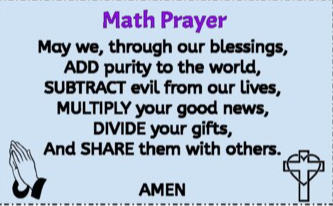 Math Prayer
May we, through our blessings,
ADD purity to the world,
SUBTRACT evil from our lives,
MULTIPLY your good news,
DIVIDE your gifts,
And SHARE them with others.
AMEN